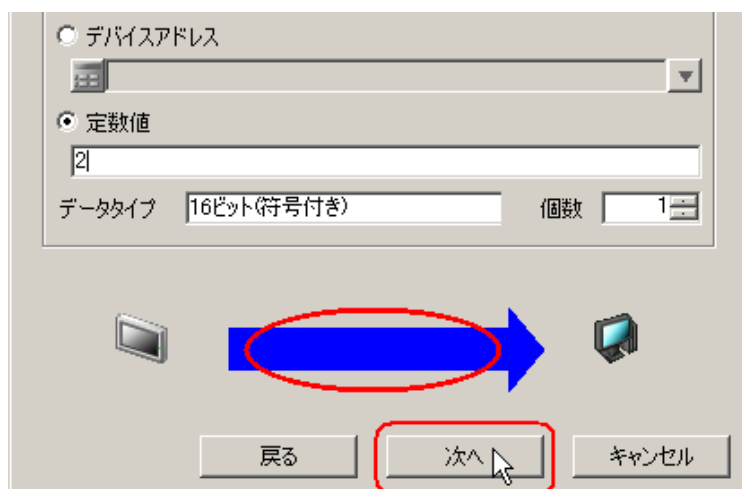 デバイスアドレス
定数値
2
データタイプ 16ビット(符号付き) 個数 1
戻る 次へ キャンセル